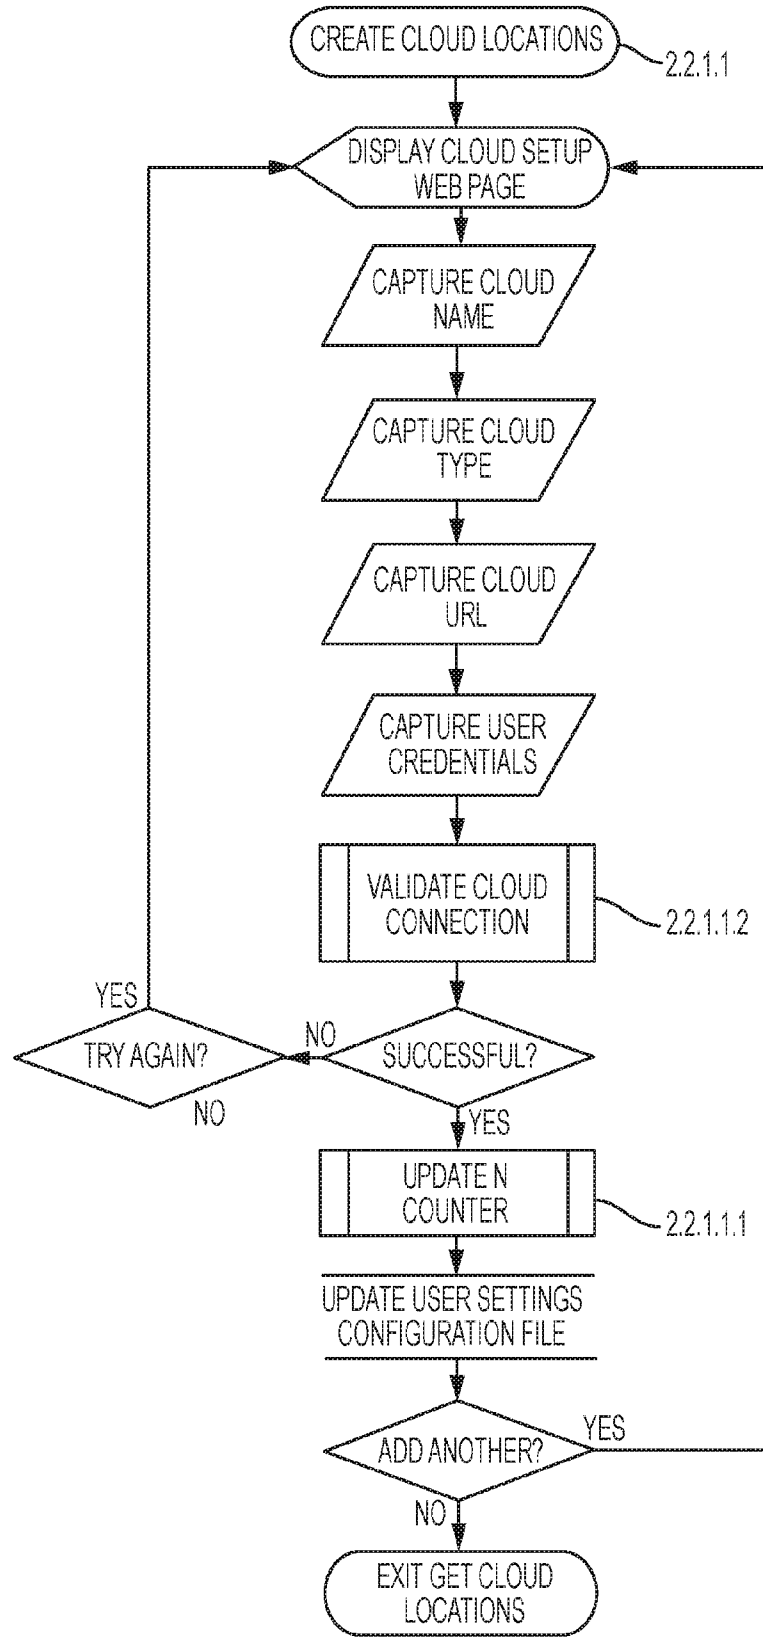 CREATE CLOUD LOCATIONS
2.2.1.1
DISPLAY CLOUD SETUP
WEB PAGE
CAPTURE CLOUD
NAME
CAPTURE CLOUD
TYPE
CAPTURE CLOUD
URL
CAPTURE USER
CREDENTIALS
VALIDATE CLOUD
CONNECTION
2.2.1.1.2
YES
TRY AGAIN?
NO
NO
SUCCESSFUL?
YES
UPDATE N
COUNTER
2.2.1.1.1
UPDATE USER SETTINGS
CONFIGURATION FILE
ADD ANOTHER?
YES
NO
EXIT GET CLOUD
LOCATIONS